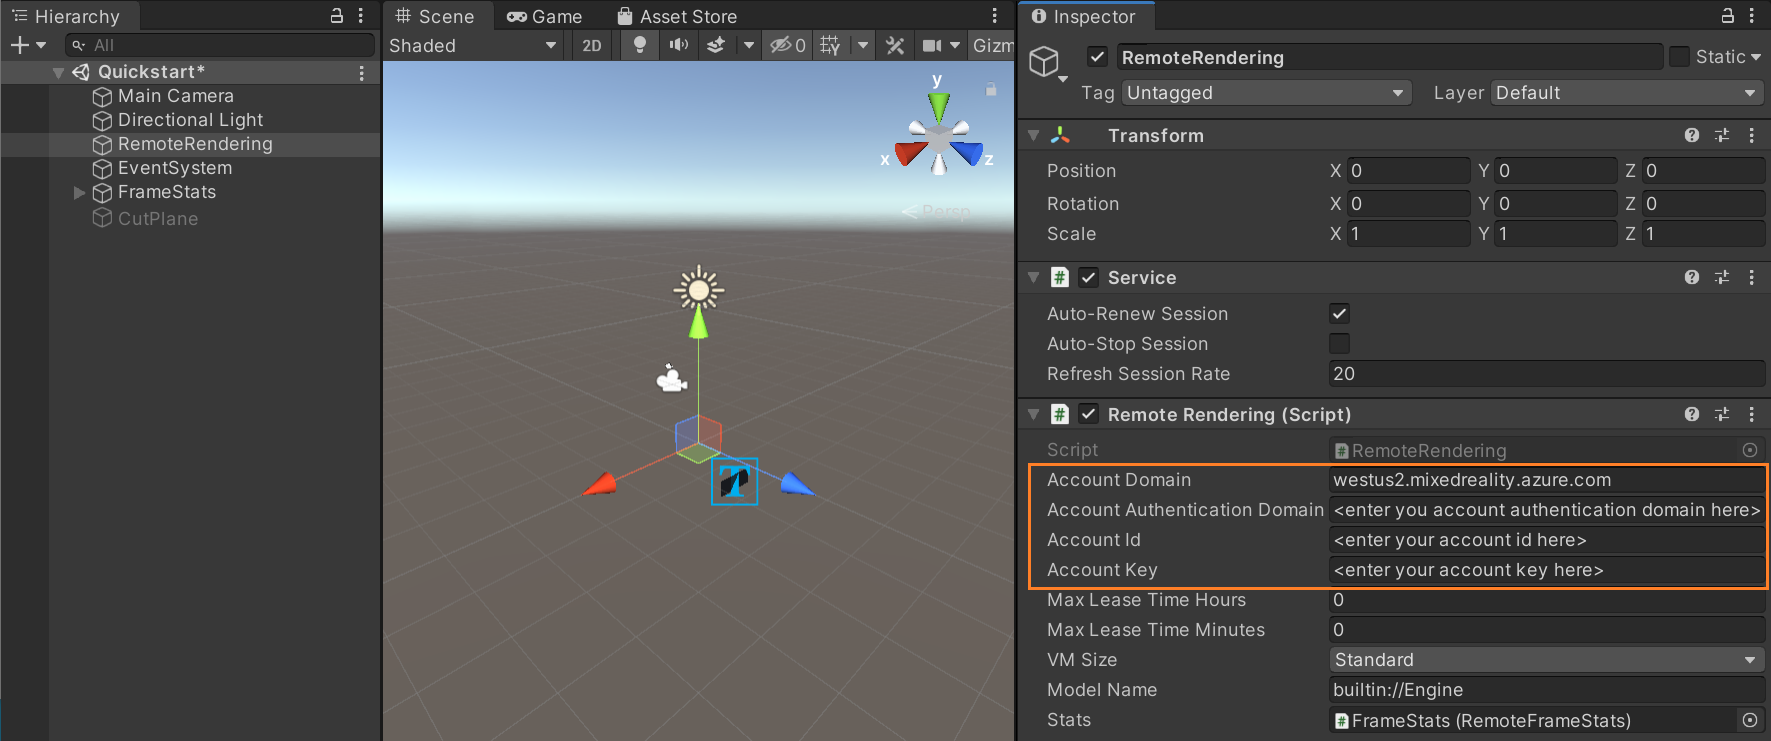 Hierarchy
All
Quickstart*
Main Camera
Directional Light
RemoteRendering
EventSystem
FrameStats
CutPlane
Scene
Game
Asset Store
Shaded
2D
0
Gizm
y
x
z
Persp
Inspector
RemoteRendering
Static
Tag Untagged
Layer Default
Transform
Position X 0 Y 0 Z 0
Rotation X 0 Y 0 Z 0
Scale X 1 Y 1 Z 1
# Service
Auto-Renew Session
Auto-Stop Session
Refresh Session Rate 20
# Remote Rendering (Script)
Script # RemoteRendering
Account Domain westus2.mixedreality.azure.com
Account Authentication Domain <enter you account authentication domain here>
Account Id <enter your account id here>
Account Key <enter your account key here>
Max Lease Time Hours 0
Max Lease Time Minutes 0
VM Size Standard
Model Name builtin://Engine
Stats # FrameStats (RemoteFrameStats)